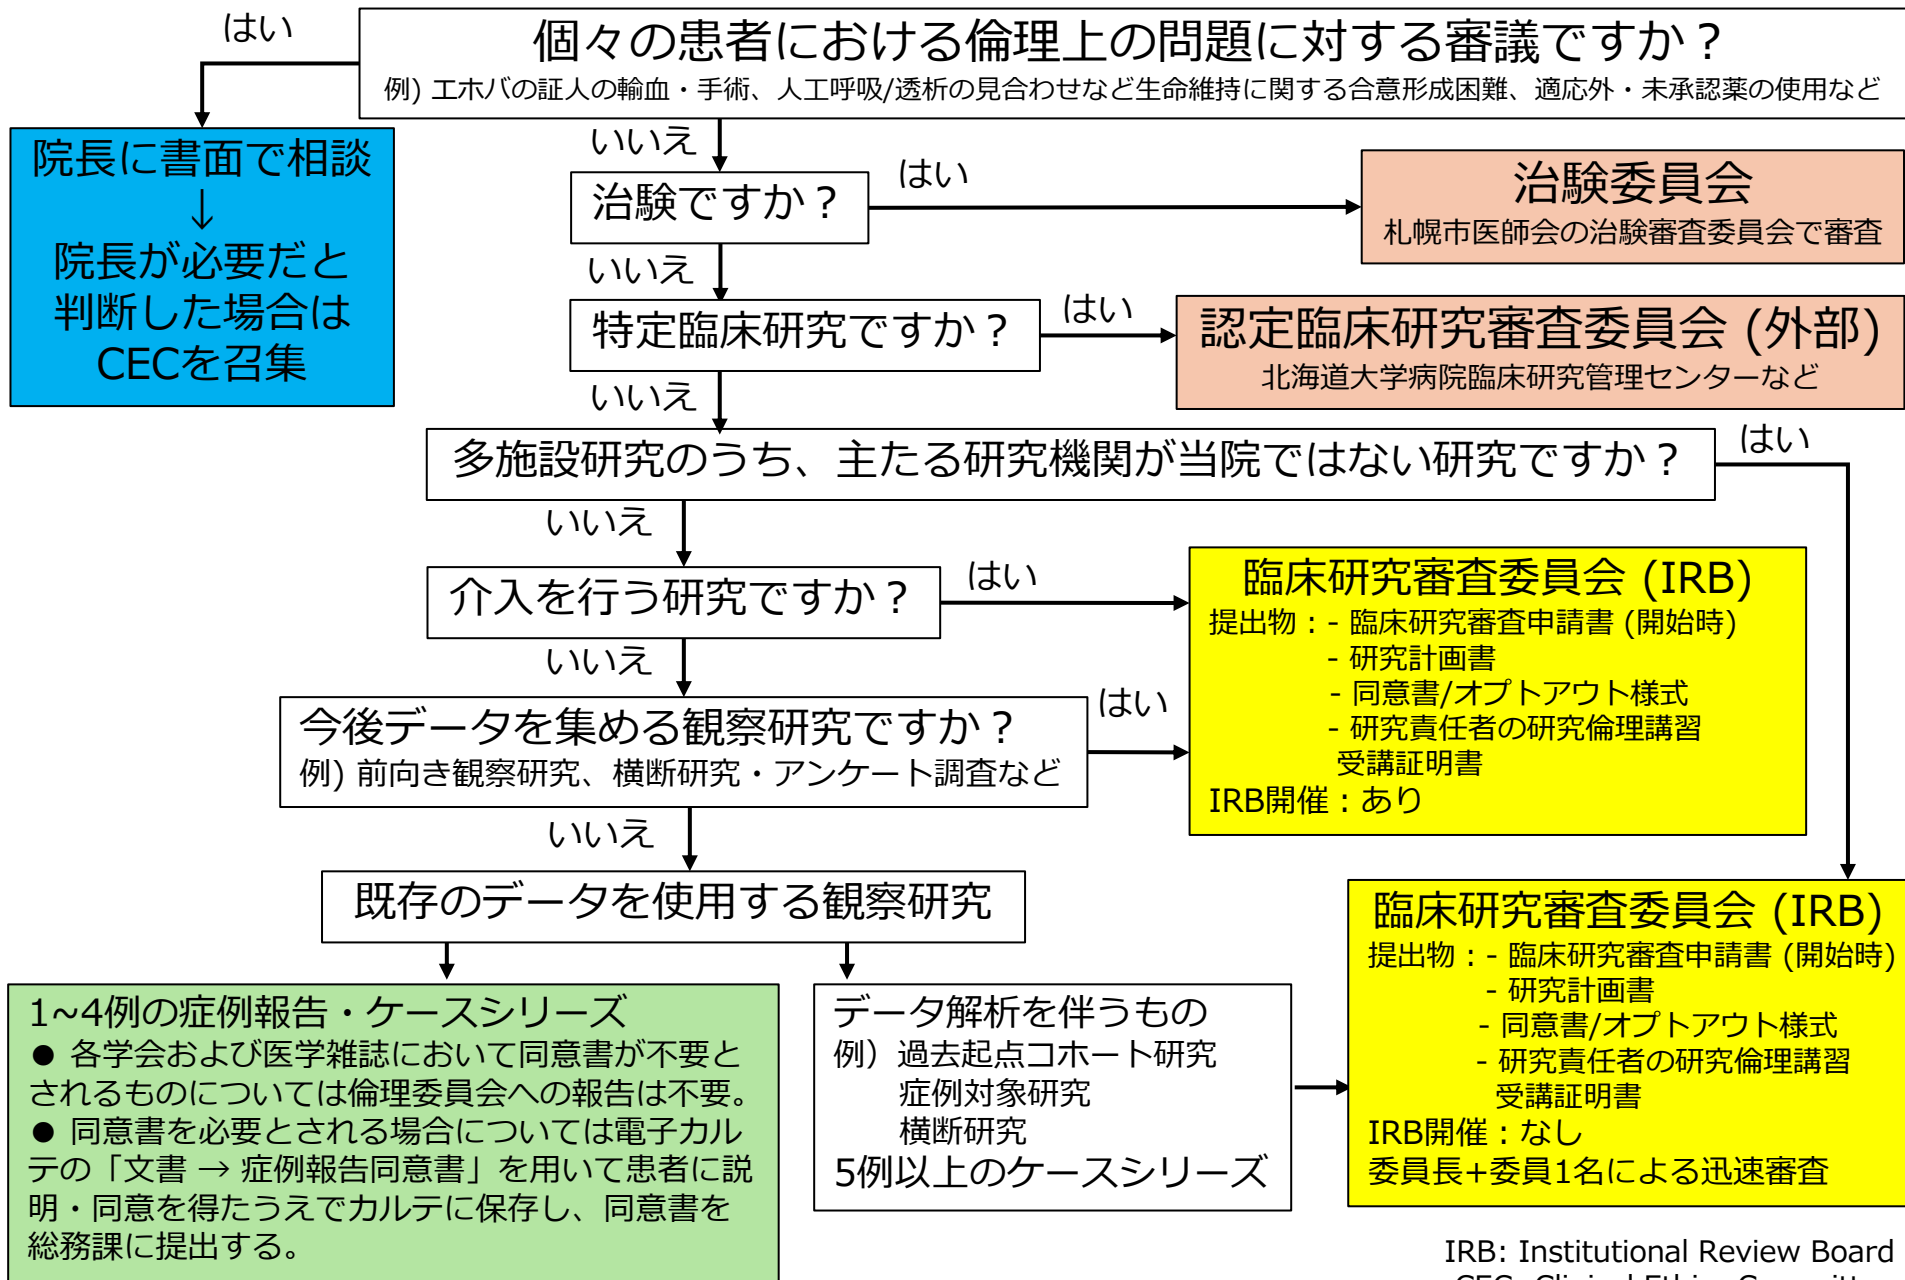 はい
個々の患者における倫理上の問題に対する審議ですか？
例) エホバの証人の輸血・手術、人工呼吸/透析の見合わせなど生命維持に関する合意形成困難、適応外・未承認薬の使用など
院長に書面で相談
↓
院長が必要だと
判断した場合は
CECを召集
いいえ
治験ですか？
はい
治験委員会
札幌市医師会の治験審査委員会で審査
いいえ
特定臨床研究ですか？
はい
認定臨床研究審査委員会 (外部)
北海道大学病院臨床研究管理センターなど
いいえ
多施設研究のうち、主たる研究機関が当院ではない研究ですか？
はい
いいえ
介入を行う研究ですか？
はい
臨床研究審査委員会 (IRB)
提出物：- 臨床研究審査申請書 (開始時)
- 研究計画書
- 同意書/オプトアウト様式
- 研究責任者の研究倫理講習
受講証明書
IRB開催：あり
いいえ
今後データを集める観察研究ですか？
例) 前向き観察研究、横断研究・アンケート調査など
はい
いいえ
既存のデータを使用する観察研究
1~4例の症例報告・ケースシリーズ
● 各学会および医学雑誌において同意書が不要と
されるものについては倫理委員会への報告は不要。
● 同意書を必要とされる場合については電子カル
テの「文書 → 症例報告同意書」を用いて患者に説
明・同意を得たうえでカルテに保存し、同意書を
総務課に提出する。
データ解析を伴うもの
例）過去起点コホート研究
症例対象研究
横断研究
5例以上のケースシリーズ
臨床研究審査委員会 (IRB)
提出物：- 臨床研究審査申請書 (開始時)
- 研究計画書
- 同意書/オプトアウト様式
- 研究責任者の研究倫理講習
受講証明書
IRB開催：なし
委員長+委員1名による迅速審査
IRB: Institutional Review Board